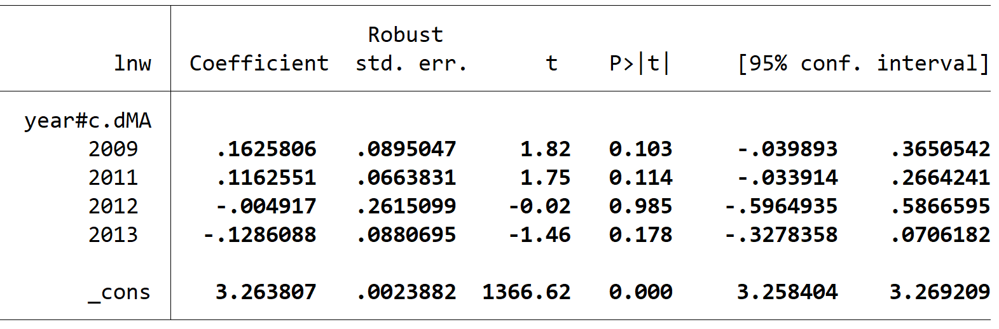 Robust
lnw Coefficient std. err. t P>|t| [95% conf. interval]
year#c.dMA
2009 .1625806 .0895047 1.82 0.103 -.039893 .3650542
2011 .1162551 .0663831 1.75 0.114 -.033914 .2664241
2012 -.004917 .2615099 -0.02 0.985 -.5964935 .5866595
2013 -.1286088 .0880695 -1.46 0.178 -.3278358 .0706182
_cons 3.263807 .0023882 1366.62 0.000 3.258404 3.269209